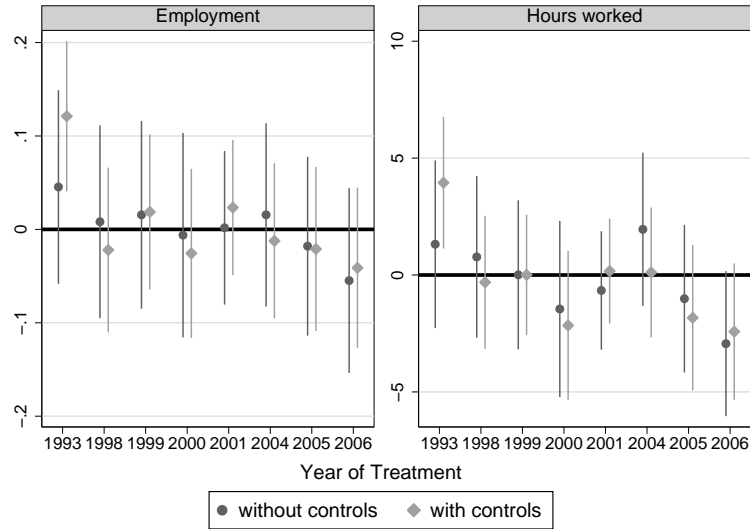 Employment
Hours worked
.2
.1
0
-.1
-.2
10
5
0
-5
1993 1998 1999 2000 2001 2004 2005 2006
1993 1998 1999 2000 2001 2004 2005 2006
Year of Treatment
without controls
with controls